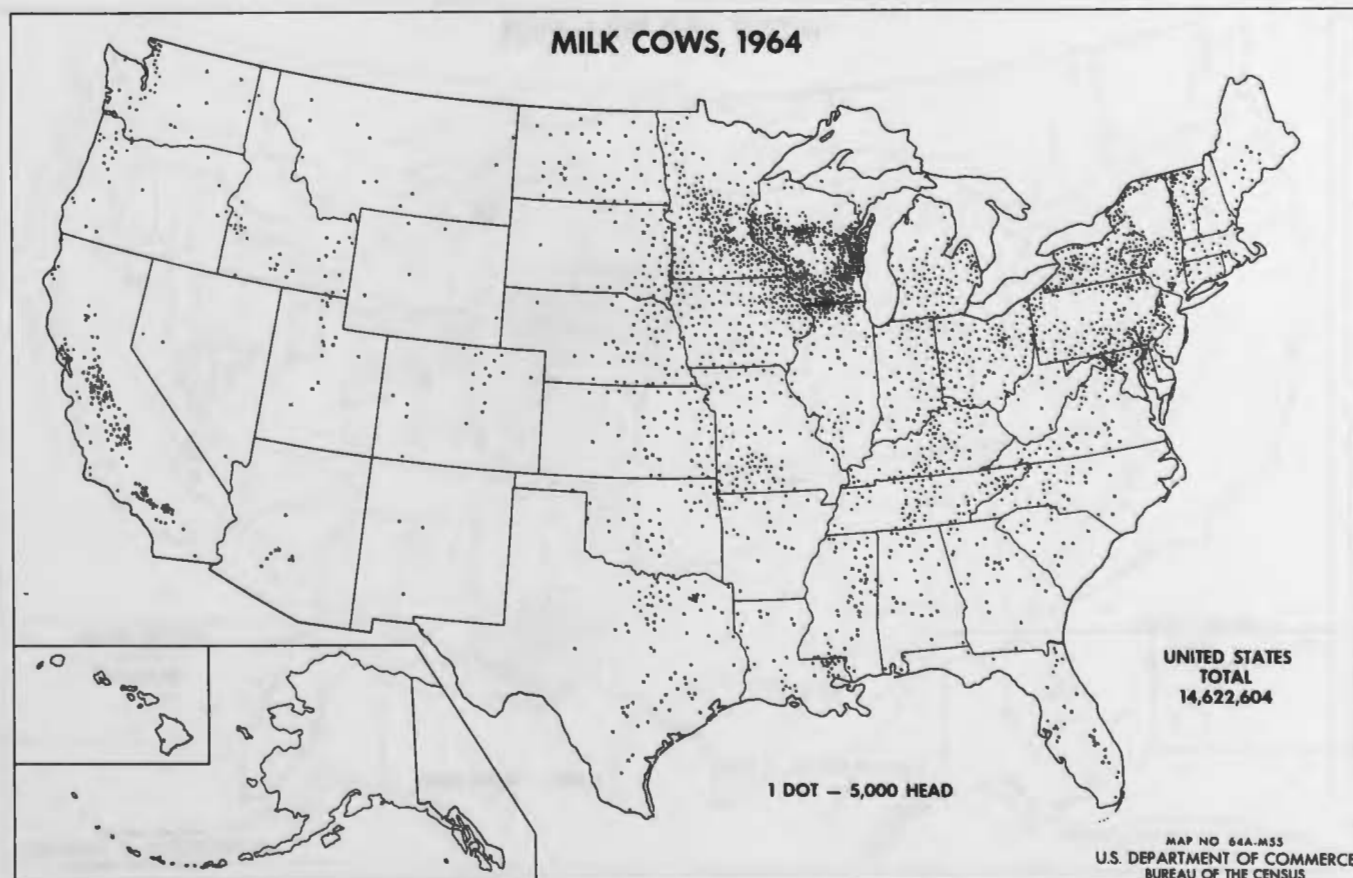 MILK COWS, 1964
UNITED STATES
TOTAL
14,622,604
1 DOT — 5,000 HEAD
MAP NO 64A-M55
U.S. DEPARTMENT OF COMMERCE
BUREAU OF THE CENSUS